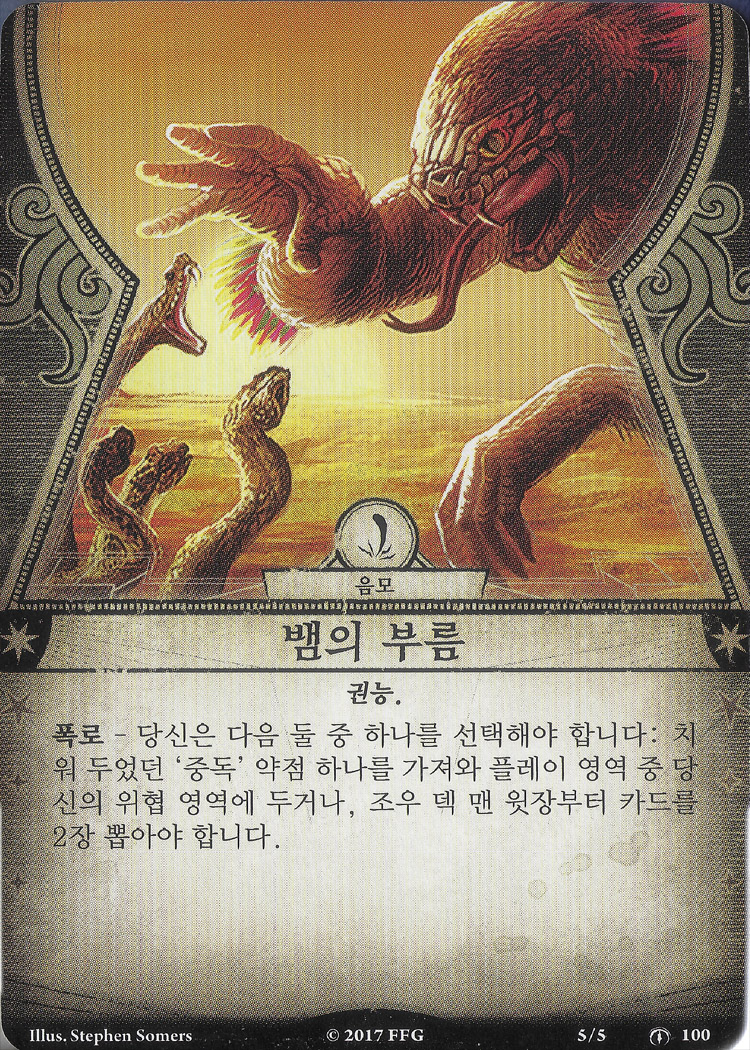 음모
뱀의 부름
권능.
폭로 – 당신은 다음 둘 중 하나를 선택해야 합니다: 치
워 두었던 ‘중독’ 약점 하나를 가져와 플레이 영역 중 당
신의 위협 영역에 두거나, 조우 덱 맨 윗장부터 카드를
2장 뽑아야 합니다.
Illus. Stephen Somers © 2017 FFG 5/5 100